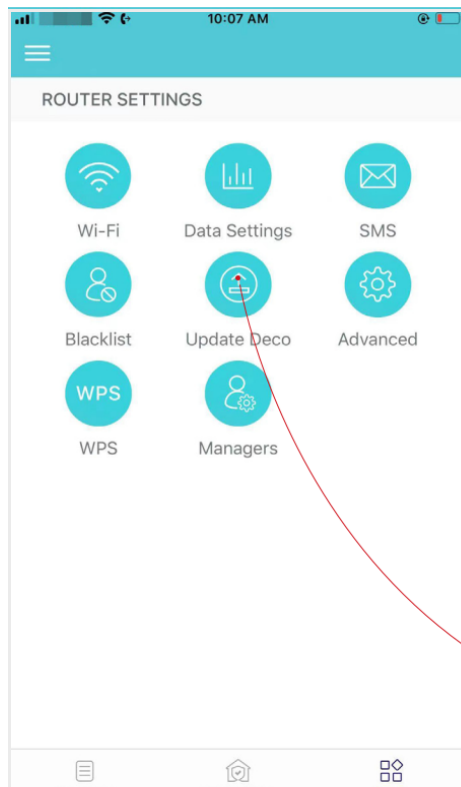 10:07 AM
ROUTER SETTINGS
Wi-Fi Data Settings SMS
Blacklist Update Deco Advanced
WPS
WPS Managers